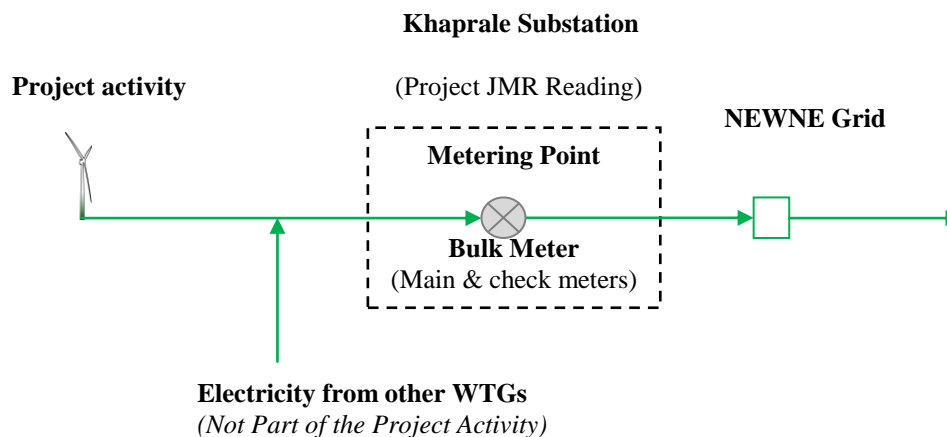 Khaprale Substation
Project activity
(Project JMR Reading)
NEWNE Grid
Metering Point
Bulk Meter
(Main & check meters)
Electricity from other WTGs
(Not Part of the Project Activity)